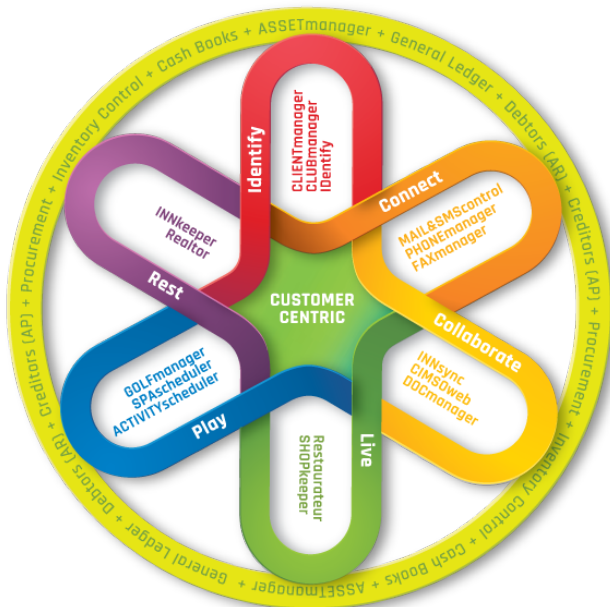 Procurement + Inventory Control + Cash Books + ASSETmanager + General Ledger + Debtors (AR) + Creditors (AP) + Procurement + Inventory Control + Cash Books + ASSETmanager + General Ledger + Debtors (AR) + Creditors (AP) +
Identify
CLIENTmanager
CLUBmanager
IDentify
Connect
MAIL&SMScontrol
PHONEmanager
FAXmanager
Collaborate
INNsync
CIMSOweb
DOCmanager
Live
Restaurateur
SHOPkeeper
Play
GOLFmanager
SPAscheduler
ACTIVITYscheduler
Rest
INNkeeper
Realtor
CUSTOMER
CENTRIC